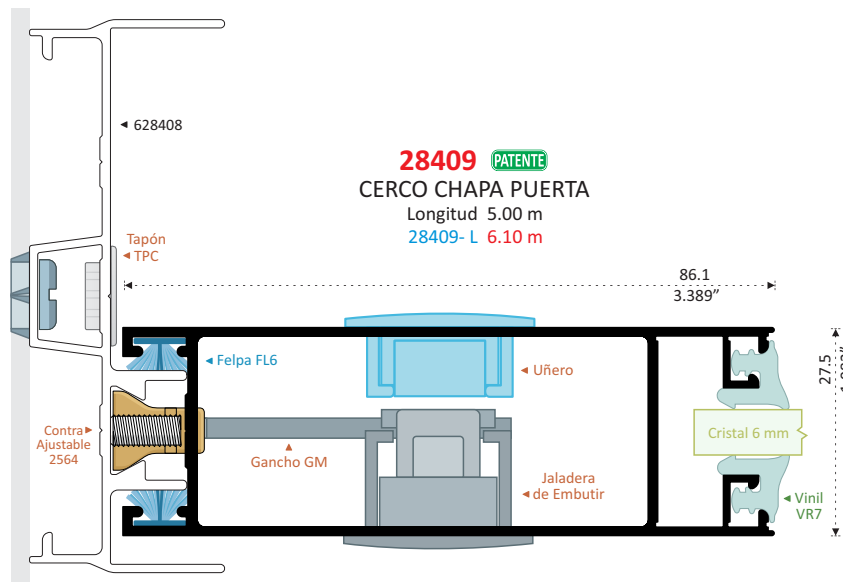 628408
28409 PATENTE
CERCO CHAPA PUERTA
Longitud 5.00 m
28409- L 6.10 m
Tapón
TPC
86.1
3.389”
Felpa FL6
Uñero
27.5
Contra
Ajustable
2564
Gancho GM
Cristal 6 mm
Jaladera
de Embutir
Vinil
VR7